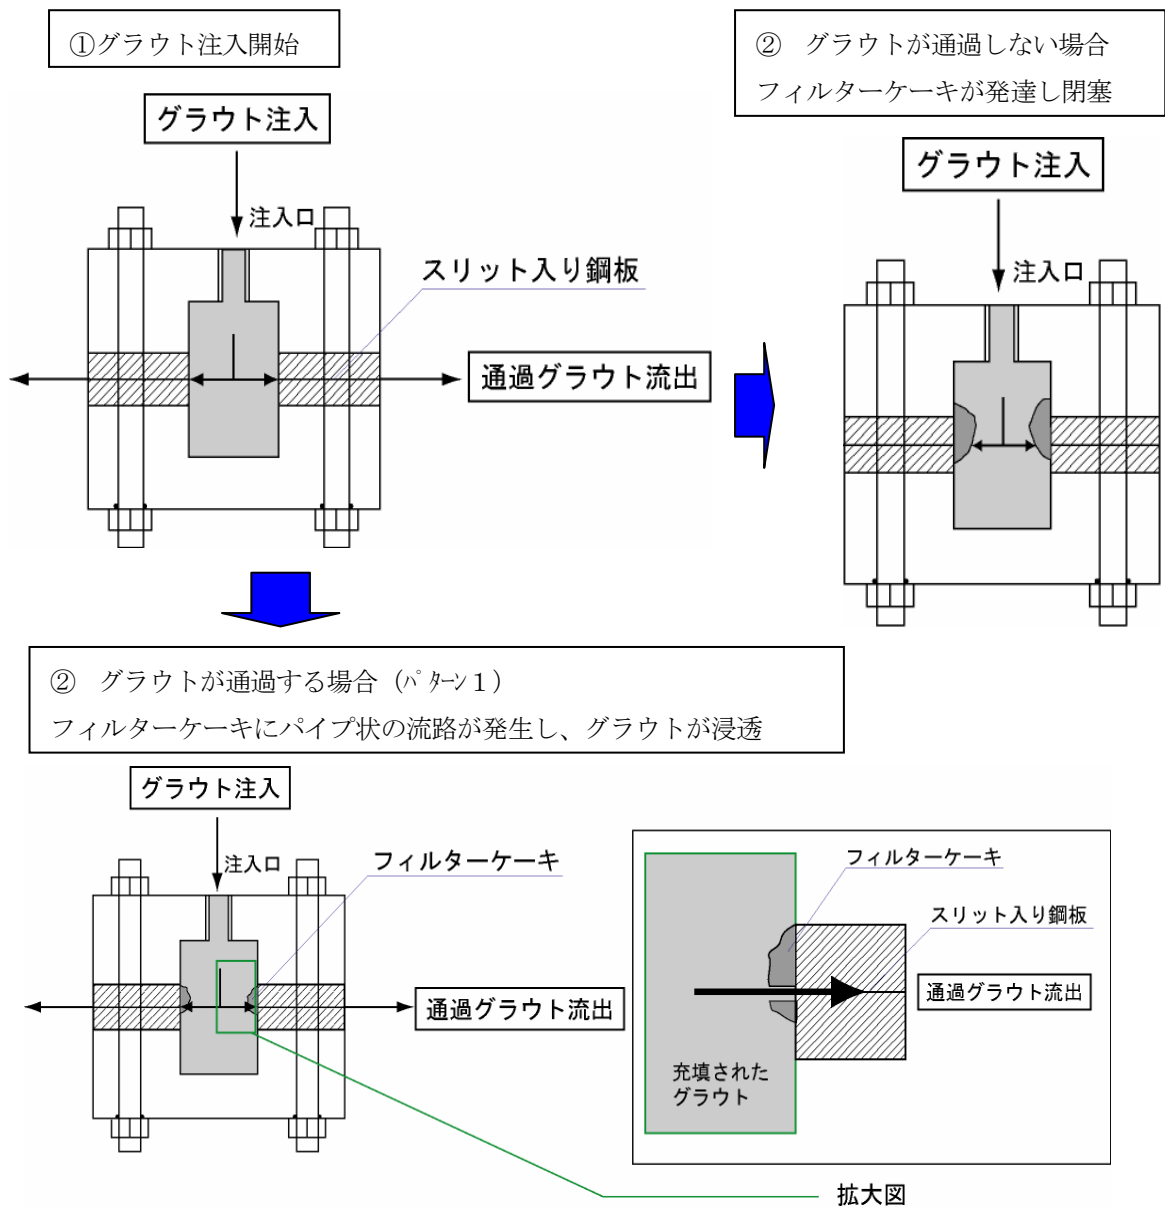 ①グラウト注入開始
グラウト注入
注入口
スリット入り鋼板
通過グラウト流出
② グラウトが通過しない場合
フィルターケーキが発達し閉塞
グラウト注入
注入口
② グラウトが通過する場合（ﾊﾟﾀｰﾝ１）
フィルターケーキにパイプ状の流路が発生し、グラウトが浸透
グラウト注入
注入口
フィルターケーキ
通過グラウト流出
フィルターケーキ
スリット入り鋼板
通過グラウト流出
充填された
グラウト
拡大図